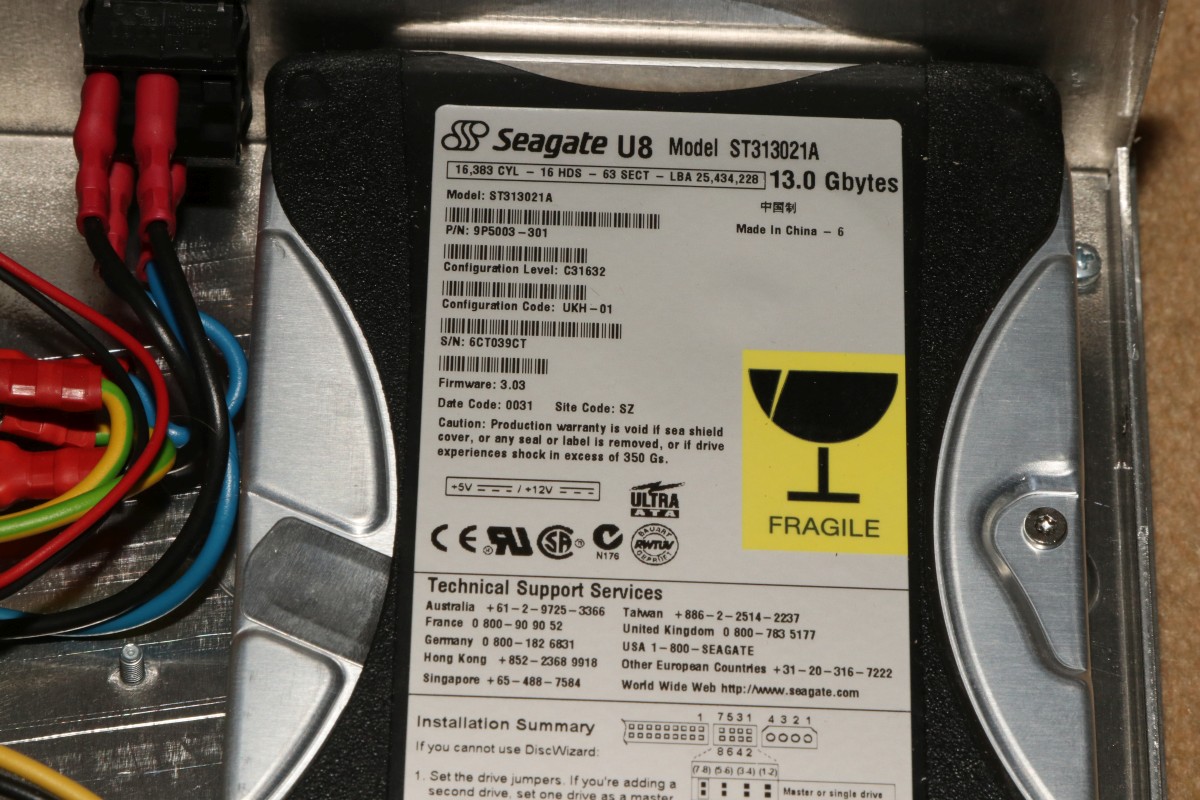 Seagate U8 Model ST313021A
16,383 CYL – 16 HDS – 63 SECT – LBA 25,434,228 13.0 Gbytes
Model: ST313021A
中国制
P/N: 9P5003-301
Made In China - 6
Configuration Level: C31632
Configuration Code: UKH-01
S/N: 6CT039CT
Firmware: 3.03
Date Code: 0031 Site Code: SZ
Caution: Production warranty is void if sea shield
cover, or any seal or label is removed, or if drive
experiences shock in excess of 350 Gs.
+5V / +12V
ULTRA
ATA
N176
BAUART
RWTÜV
GEPRÜFT
FRAGILE
Technical Support Services
Australia +61-2-9725-3366
France 0 800-90 90 52
Germany 0 800-182 6831
Hong Kong +852-2368 9918
Singapore +65-488-7584
Taiwan +886-2-2514-2237
United Kingdom 0 800-783 5177
USA 1-800-SEAGATE
Other European Countries +31-20-316-7222
World Wide Web http://www.seagate.com
Installation Summary
If you cannot use DiscWizard:
1. Set the drive jumpers. If you're adding a
second drive, set one drive as a master
1 7531 4321
8642
(7-8) (5-6) (3-4) (1-2)
Master or single drive